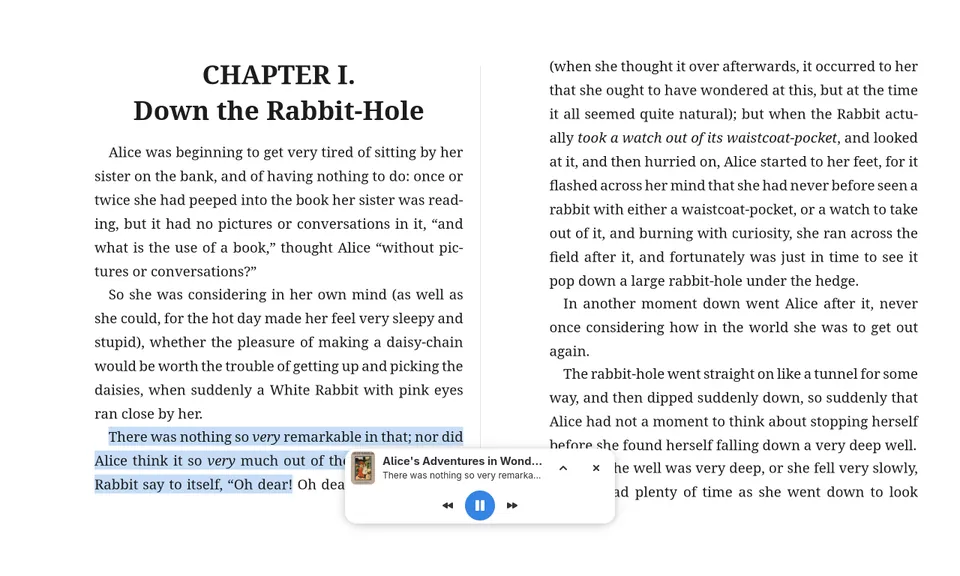 CHAPTER I.
Down the Rabbit-Hole
Alice was beginning to get very tired of sitting by her
sister on the bank, and of having nothing to do: once or
twice she had peeped into the book her sister was read-
ing, but it had no pictures or conversations in it, “and
what is the use of a book,” thought Alice “without pic-
tures or conversations?”
So she was considering in her own mind (as well as
she could, for the hot day made her feel very sleepy and
stupid), whether the pleasure of making a daisy-chain
would be worth the trouble of getting up and picking the
daisies, when suddenly a White Rabbit with pink eyes
ran close by her.
There was nothing so very remarkable in that; nor did
Alice think it so very much out of the
Rabbit say to itself, “Oh dear! Oh dea
(when she thought it over afterwards, it occurred to her
that she ought to have wondered at this, but at the time
it all seemed quite natural); but when the Rabbit actu-
ally took a watch out of its waistcoat-pocket, and looked
at it, and then hurried on, Alice started to her feet, for it
flashed across her mind that she had never before seen a
rabbit with either a waistcoat-pocket, or a watch to take
out of it, and burning with curiosity, she ran across the
field after it, and fortunately was just in time to see it
pop down a large rabbit-hole under the hedge.
In another moment down went Alice after it, never
once considering how in the world she was to get out
again.
The rabbit-hole went straight on like a tunnel for some
way, and then dipped suddenly down, so suddenly that
Alice had not a moment to think about stopping herself
before she found herself falling down a very deep well.
he well was very deep, or she fell very slowly,
ad plenty of time as she went down to look
Alice's Adventures in Wond...
There was nothing so very remarka...